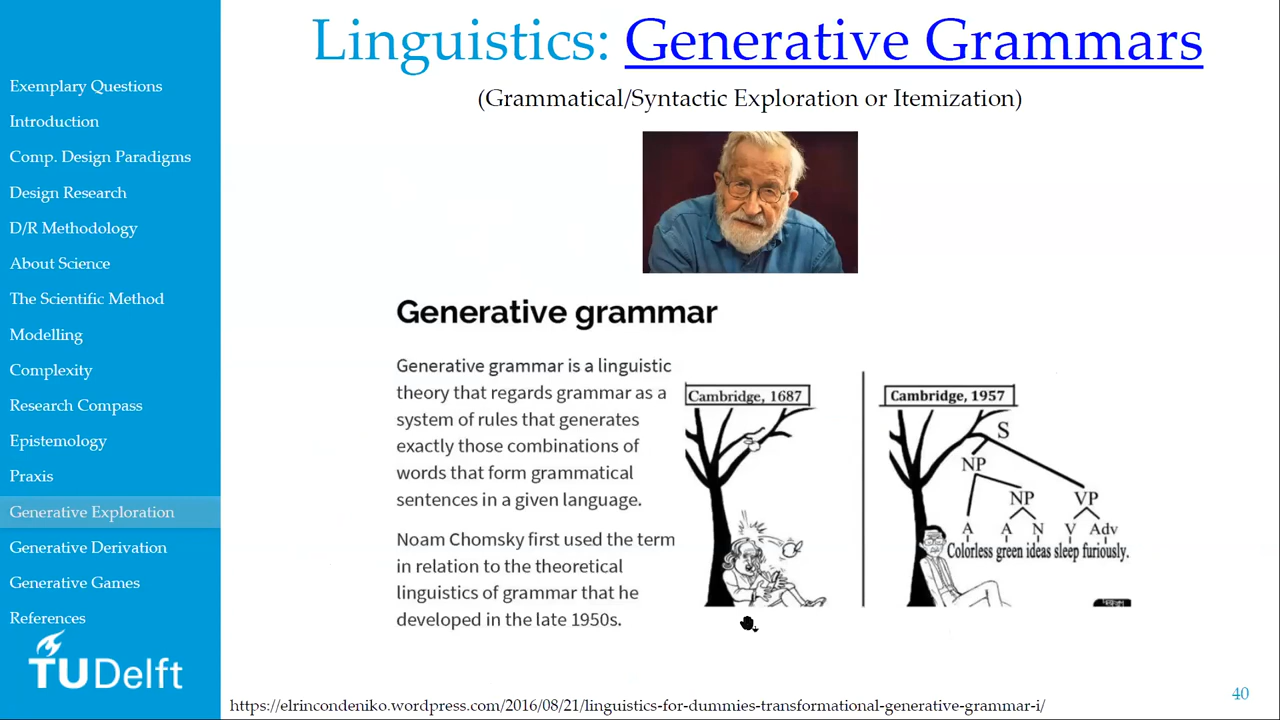 Linguistics: Generative Grammars
(Grammatical/Syntactic Exploration or Itemization)
Exemplary Questions
Introduction
Comp. Design Paradigms
Design Research
D/R Methodology
About Science
The Scientific Method
Modelling
Complexity
Research Compass
Epistemology
Praxis
Generative Exploration
Generative Derivation
Generative Games
References
TUDelft
Generative grammar
Generative grammar is a linguistic
theory that regards grammar as a
system of rules that generates
exactly those combinations of
words that form grammatical
sentences in a given language.
Noam Chomsky first used the term
in relation to the theoretical
linguistics of grammar that he
developed in the late 1950s.
Cambridge, 1687
Cambridge, 1957
S
NP
NP VP
A A N V Adv
Colorless green ideas sleep furiously.
https://elrincondeniko.wordpress.com/2016/08/21/linguistics-for-dummies-transformational-generative-grammar-i/
40